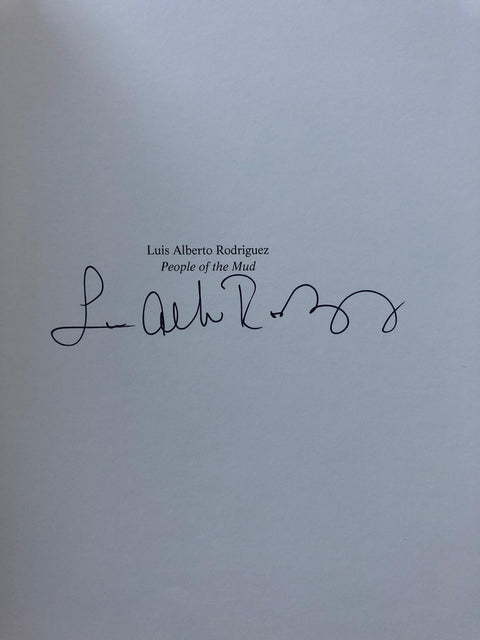 Luis Alberto Rodriguez
People of the Mud